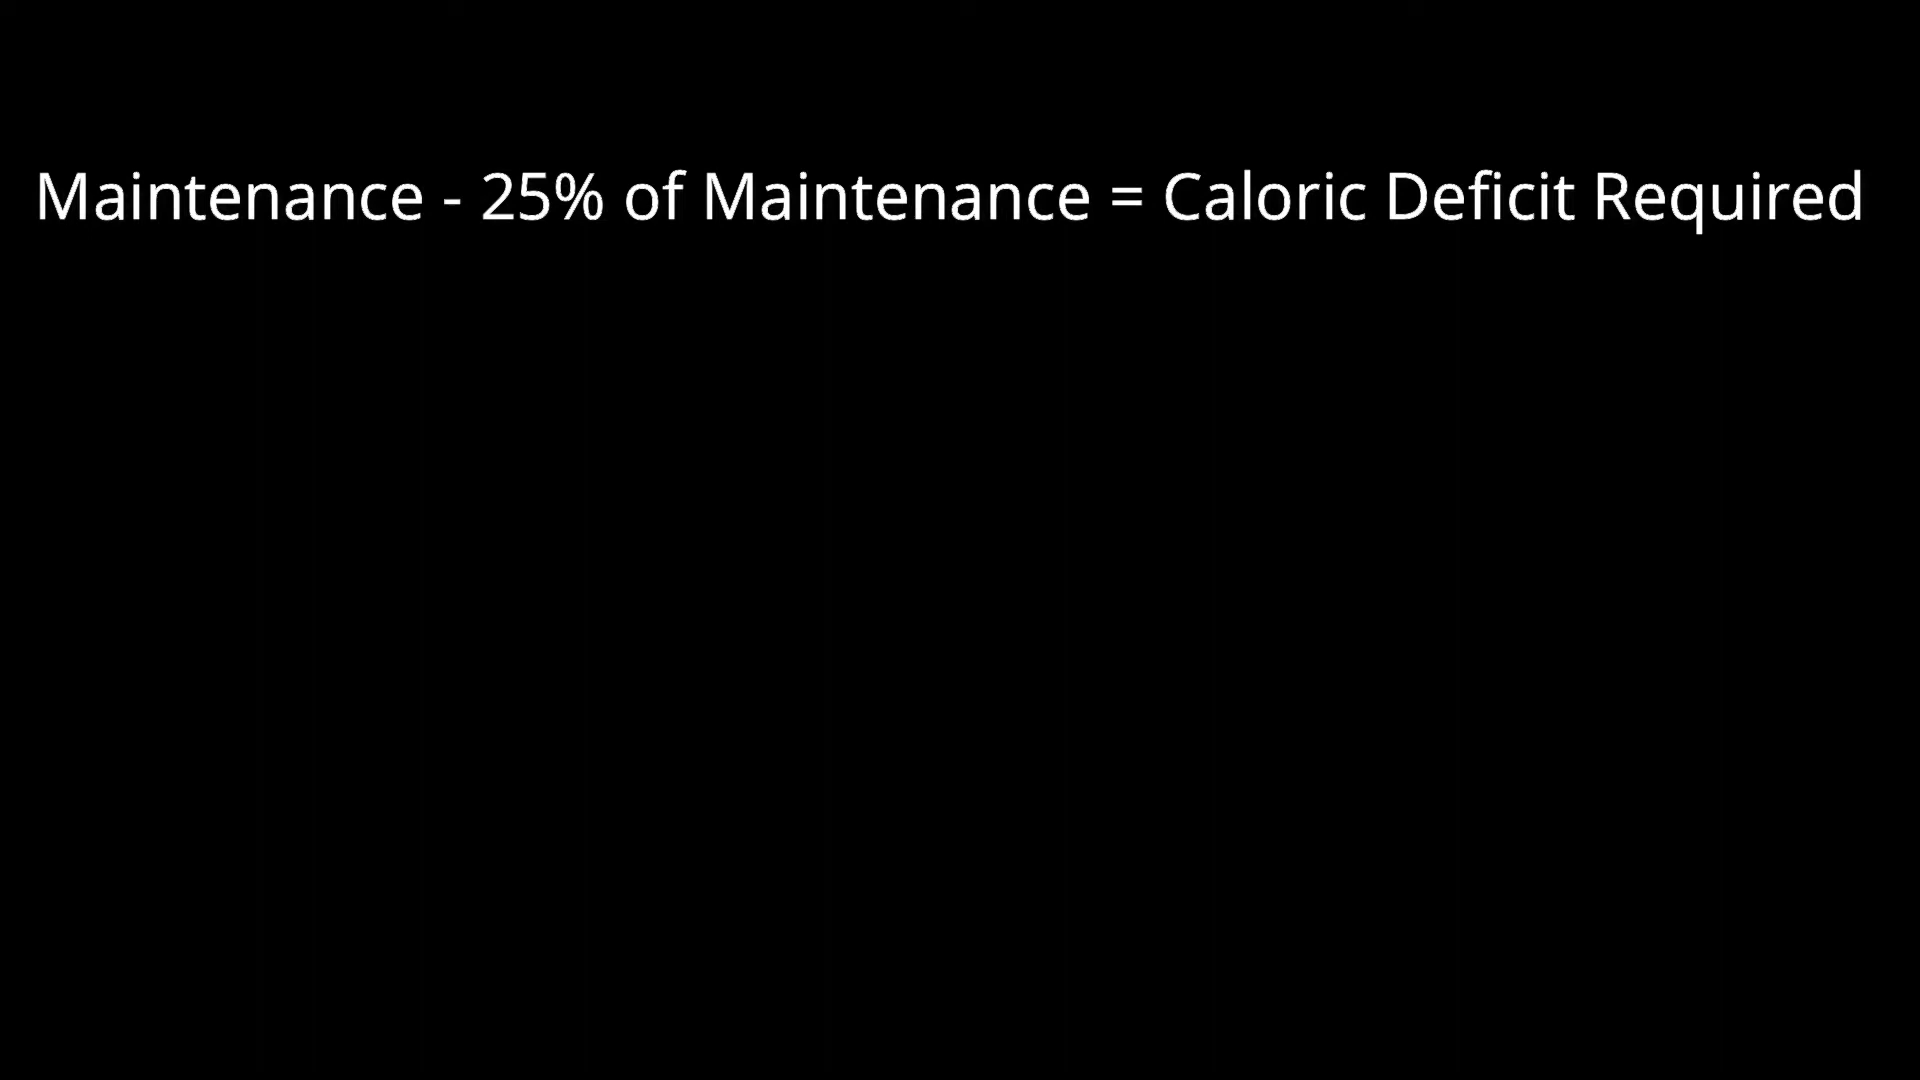 Maintenance - 25% of Maintenance = Caloric Deficit Required